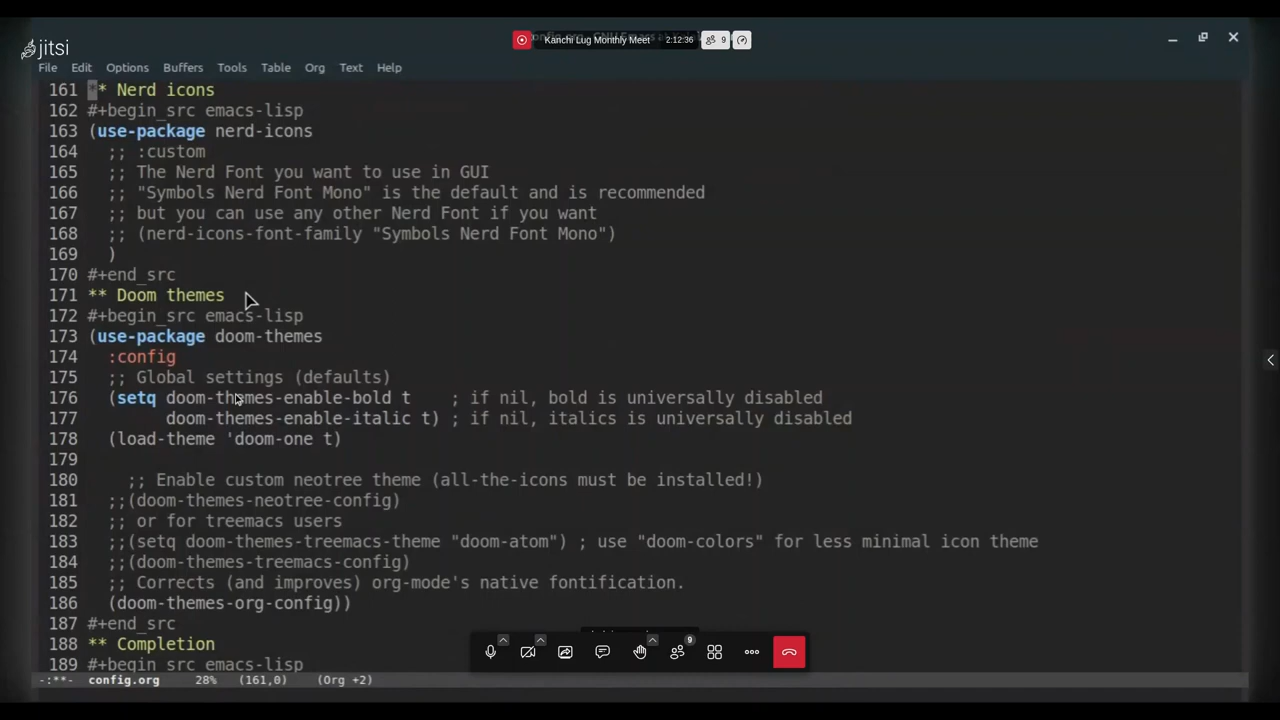 jitsi
Kanchi Lug Monthly Meet 2:12:36 9
File Edit Options Buffers Tools Table Org Text Help
161 ** Nerd icons
162 #+begin_src emacs-lisp
163 (use-package nerd-icons
164   ;; :custom
165   ;; The Nerd Font you want to use in GUI
166   ;; "Symbols Nerd Font Mono" is the default and is recommended
167   ;; but you can use any other Nerd Font if you want
168   ;; (nerd-icons-font-family "Symbols Nerd Font Mono")
169   )
170 #+end_src
171 ** Doom themes
172 #+begin_src emacs-lisp
173 (use-package doom-themes
174   :config
175   ;; Global settings (defaults)
176   (setq doom-themes-enable-bold t    ; if nil, bold is universally disabled
177         doom-themes-enable-italic t) ; if nil, italics is universally disabled
178   (load-theme 'doom-one t)
179
180     ;; Enable custom neotree theme (all-the-icons must be installed!)
181   ;;(doom-themes-neotree-config)
182   ;; or for treemacs users
183   ;;(setq doom-themes-treemacs-theme "doom-atom") ; use "doom-colors" for less minimal icon theme
184   ;;(doom-themes-treemacs-config)
185   ;; Corrects (and improves) org-mode's native fontification.
186   (doom-themes-org-config))
187 #+end_src
188 ** Completion
189 #+begin_src emacs-lisp
9
-:**-  config.org    28%  (161,0)   (Org +2)